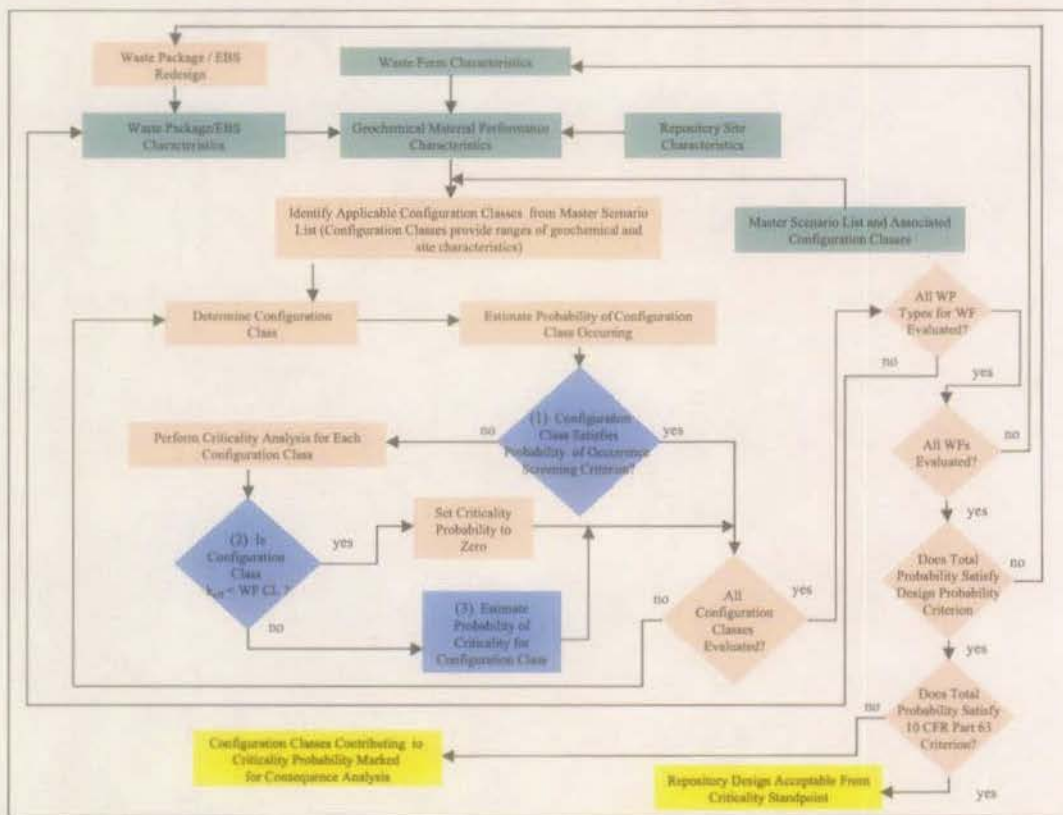 Waste Package / EBS
Redesign
Waste Form Characteristics
Waste Package/EBS
Characteristics
Geochemical Material Performance
Characteristics
Repository Site
Characteristics
Identify Applicable Configuration Classes from Master Scenario
List (Configuration Classes provide ranges of geochemical and
site characteristics)
Master Scenario List and Associated
Configuration Classes
Determine Configuration
Class
Estimate Probability of Configuration
Class Occurring
All WP
Types for WF
Evaluated?
no
yes
(1) Configuration
Class Satisfies
Probability of Occurrence
Screening Criterion?
no
yes
Perform Criticality Analysis for Each
Configuration Class
All WFs
Evaluated?
no
yes
(2) Is
Configuration
Class
keff < WF CL ?
yes
no
Set Criticality
Probability to
Zero
(3) Estimate
Probability of
Criticality for
Configuration Class
All
Configuration
Classes
Evaluated?
no
yes
Does Total
Probability Satisfy
Design Probability
Criterion
no
yes
Does Total
Probability Satisfy
10 CFR Part 63
Criterion?
no
yes
Configuration Classes Contributing to
Criticality Probability Marked
for Consequence Analysis
Repository Design Acceptable From
Criticality Standpoint